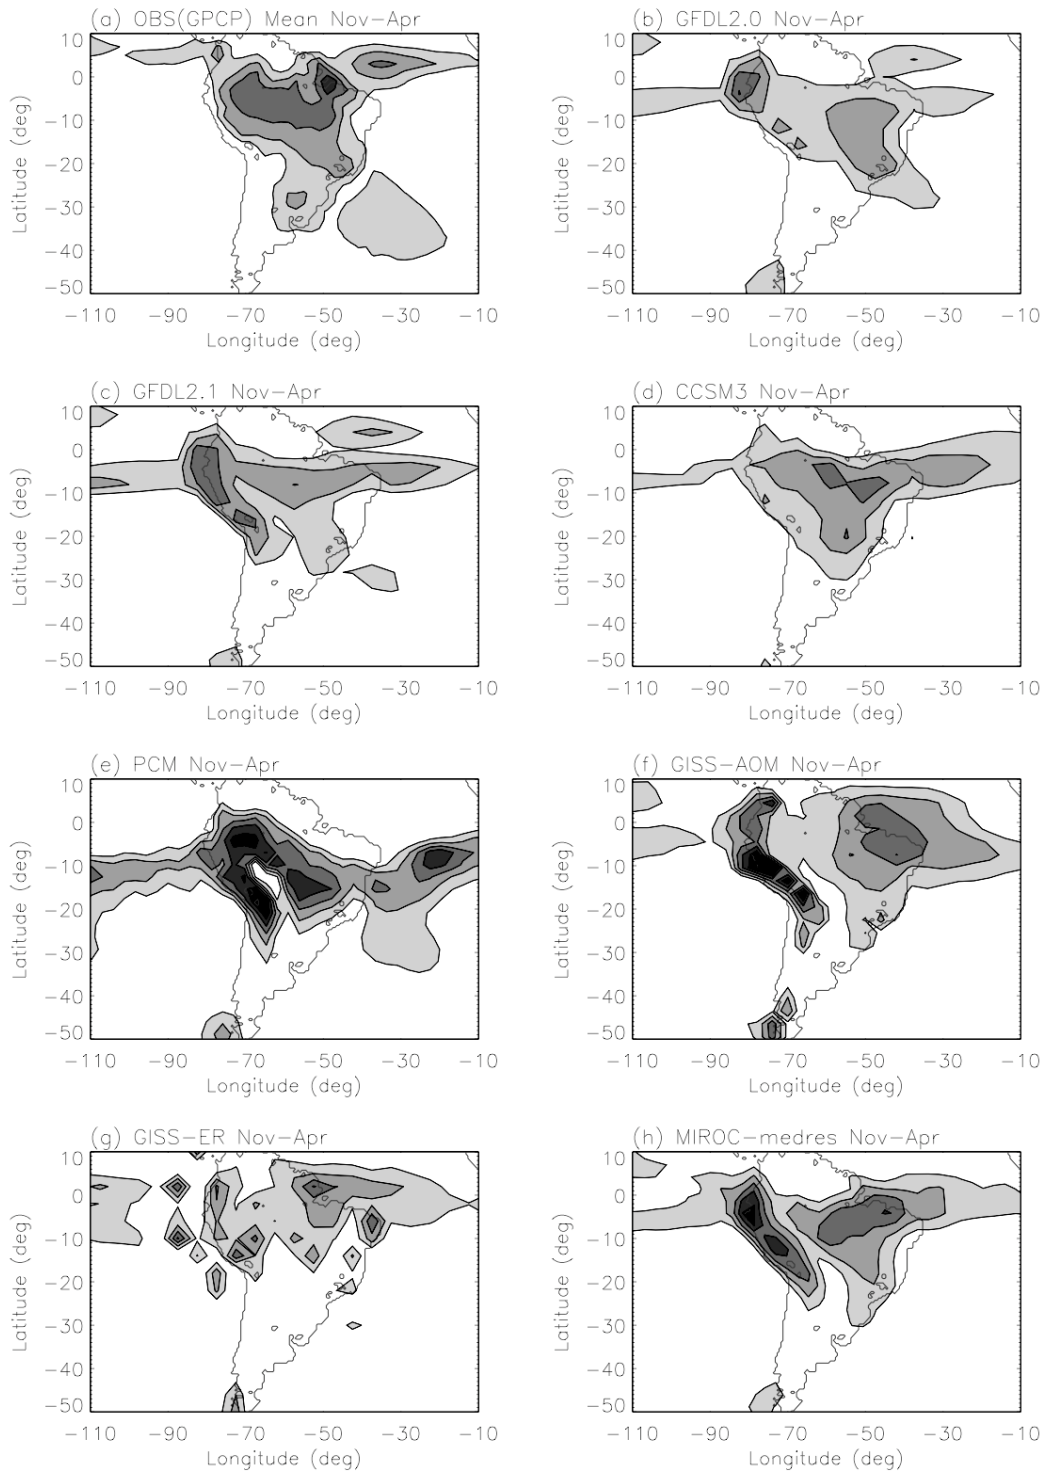 (a) OBS(GPCP) Mean Nov-Apr
10
0
-10
-20
-30
-40
-50
Latitude (deg)
-110 -90 -70 -50 -30 -10
Longitude (deg)
(b) GFDL2.0 Nov-Apr
10
0
-10
-20
-30
-40
-50
Latitude (deg)
-110 -90 -70 -50 -30 -10
Longitude (deg)
(c) GFDL2.1 Nov-Apr
10
0
-10
-20
-30
-40
-50
Latitude (deg)
-110 -90 -70 -50 -30 -10
Longitude (deg)
(d) CCSM3 Nov-Apr
10
0
-10
-20
-30
-40
-50
Latitude (deg)
-110 -90 -70 -50 -30 -10
Longitude (deg)
(e) PCM Nov-Apr
10
0
-10
-20
-30
-40
-50
Latitude (deg)
-110 -90 -70 -50 -30 -10
Longitude (deg)
(f) GISS-AOM Nov-Apr
10
0
-10
-20
-30
-40
-50
Latitude (deg)
-110 -90 -70 -50 -30 -10
Longitude (deg)
(g) GISS-ER Nov-Apr
10
0
-10
-20
-30
-40
-50
Latitude (deg)
-110 -90 -70 -50 -30 -10
Longitude (deg)
(h) MIROC-medres Nov-Apr
10
0
-10
-20
-30
-40
-50
Latitude (deg)
-110 -90 -70 -50 -30 -10
Longitude (deg)